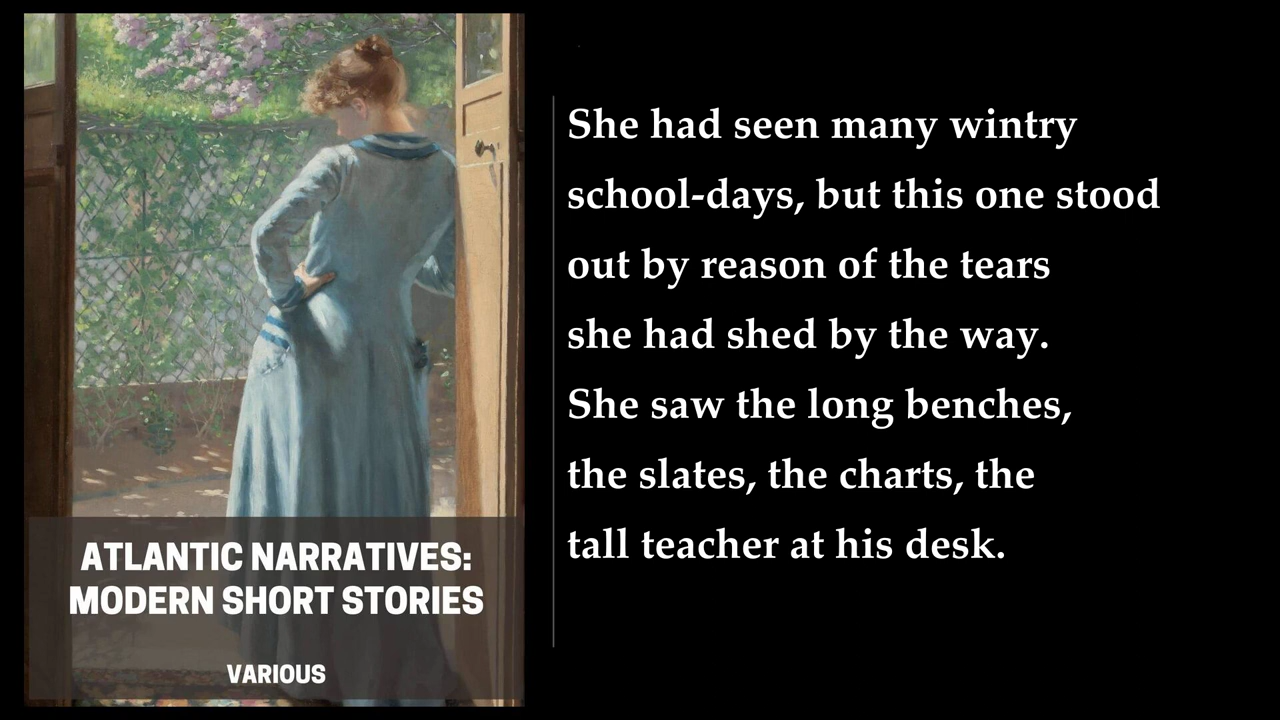 ATLANTIC NARRATIVES:
MODERN SHORT STORIES
VARIOUS
She had seen many wintry
school-days, but this one stood
out by reason of the tears
she had shed by the way.
She saw the long benches,
the slates, the charts, the
tall teacher at his desk.